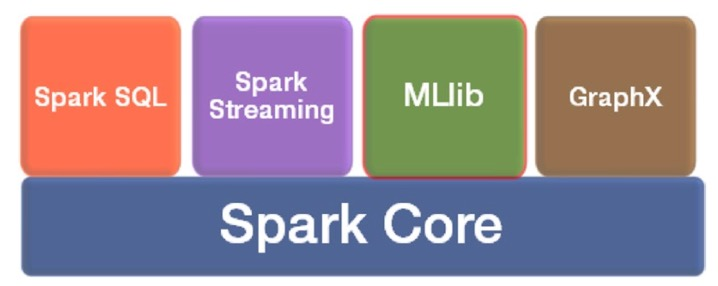 Spark SQL
Spark
Streaming
MLlib
GraphX
Spark Core